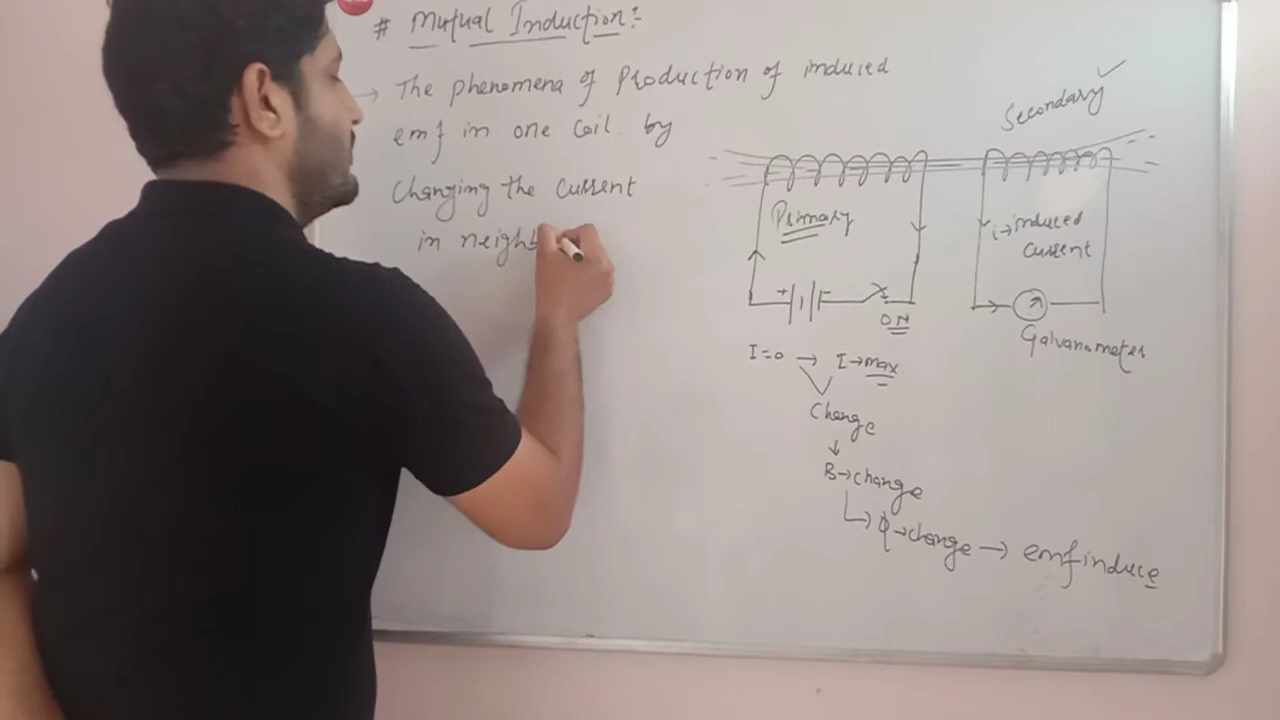 # Mutual Induction:-
→ The phenomena of production of induced
emf in one coil by
changing the current
in neighb
Secondary ✓
Primary
i→induced
current
+ -
ON
Galvanometer
I=0 → I→max
Change
↓
B→change
ϕ→change → emf induce